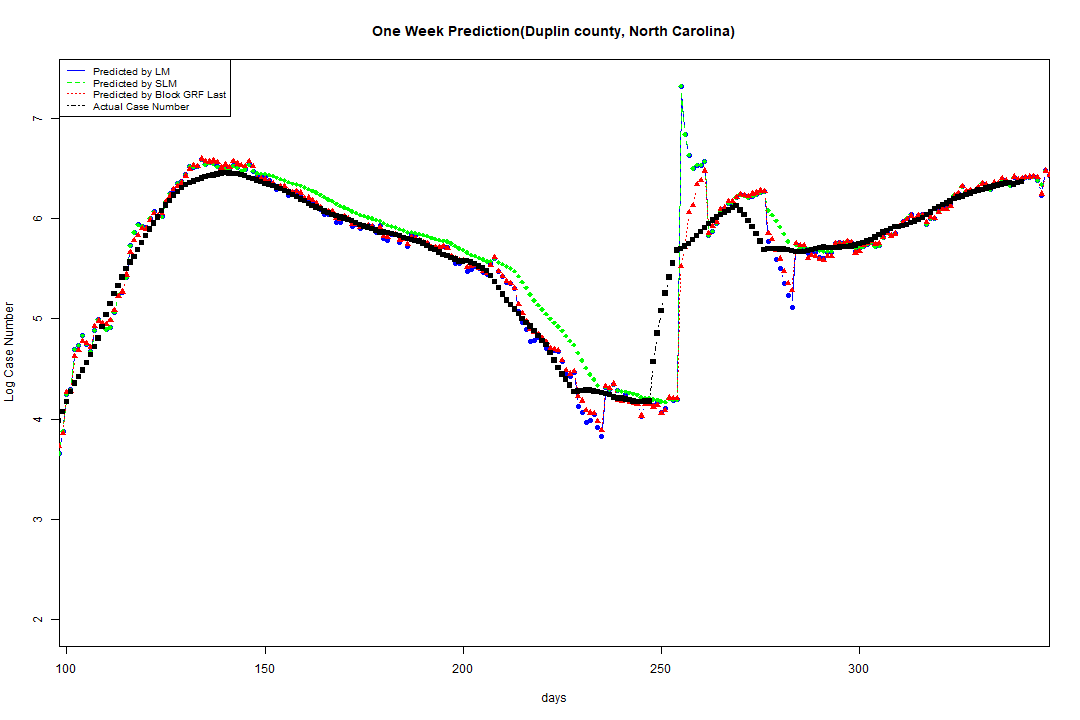 One Week Prediction(Duplin county, North Carolina)
Predicted by LM
Predicted by SLM
Predicted by Block GRF Last
Actual Case Number
Log Case Number
7
6
5
4
3
2
100 150 200 250 300
days